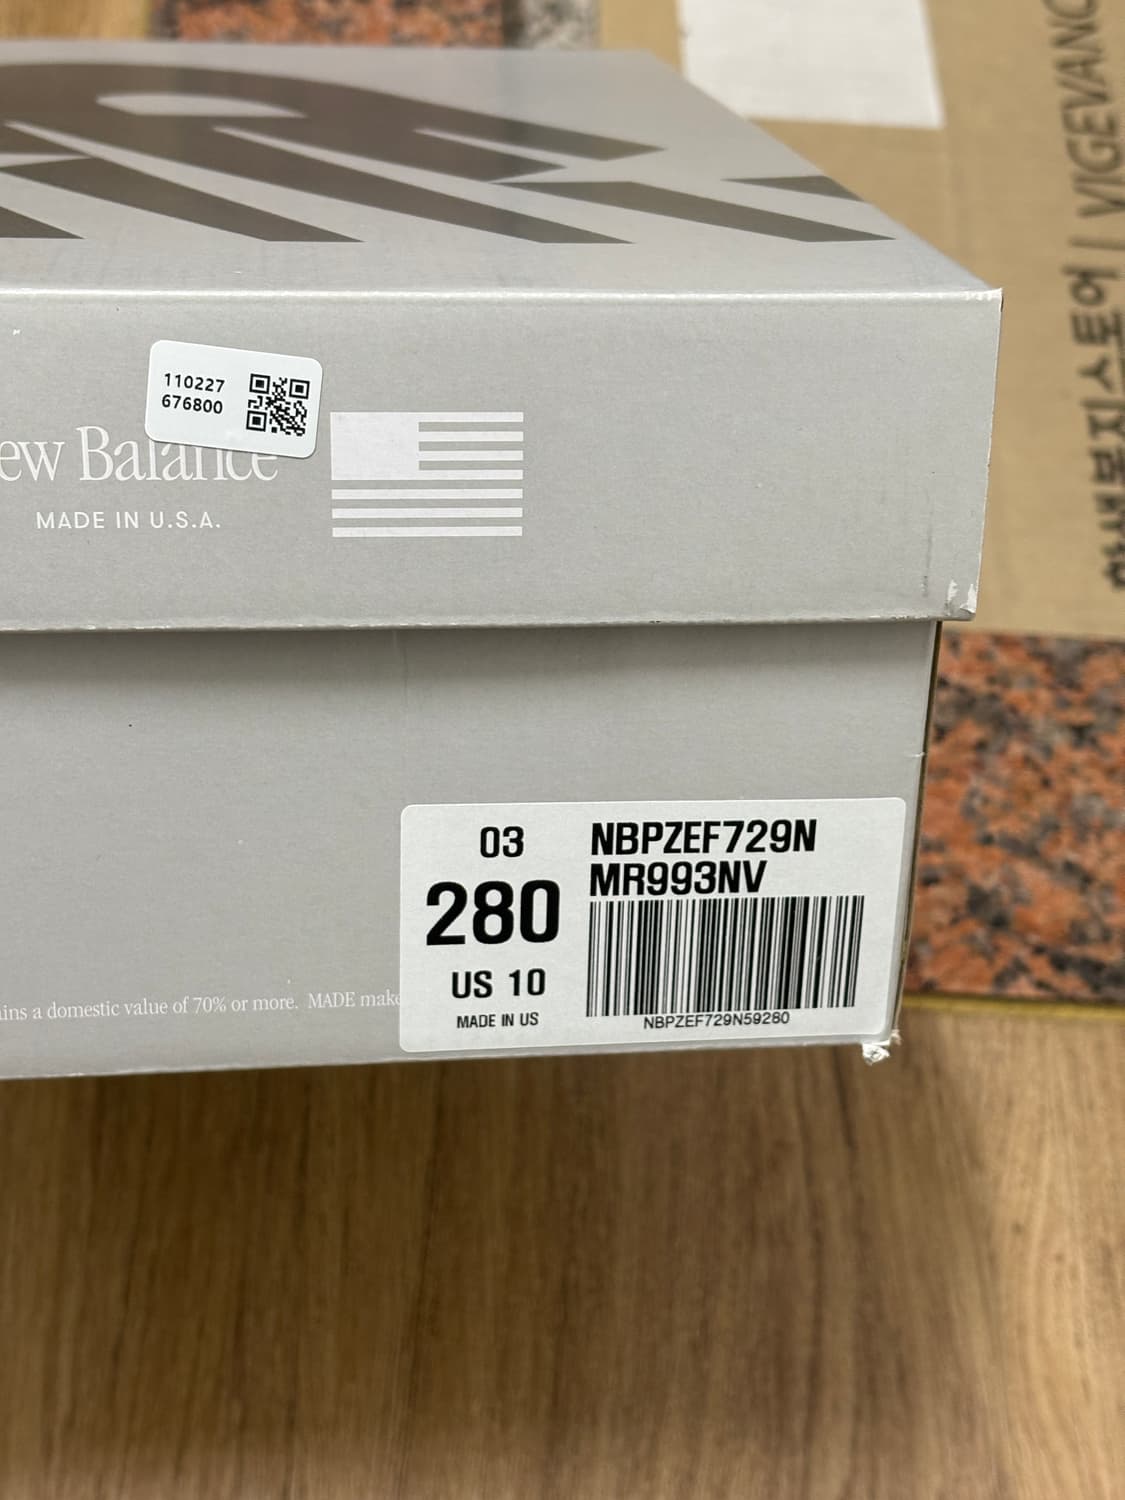 110227
676800
ew Balance
MADE IN U.S.A.
03
280
US 10
MADE IN US
NBPZEF729N
MR993NV
NBPZEF729N59280
ins a domestic value of 70% or more. MADE make
| VIGEVANO